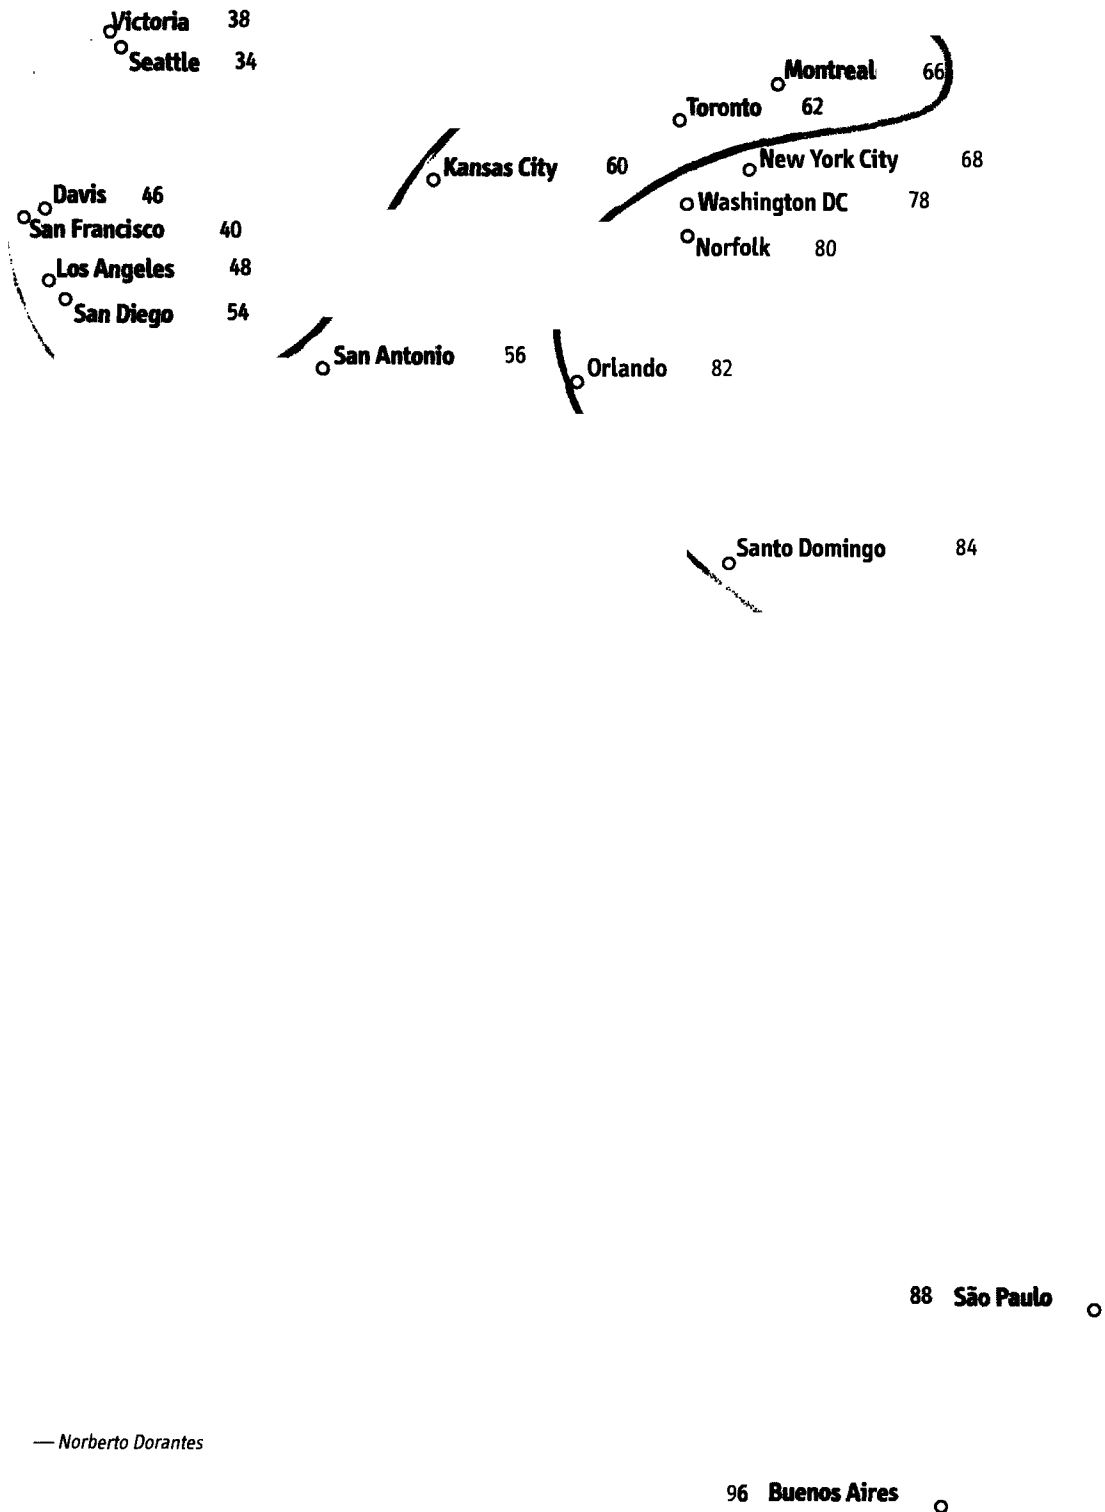 Victoria 38
Seattle 34
Montreal 66
Toronto 62
Kansas City 60
New York City 68
Davis 46
Washington DC 78
San Francisco 40
Norfolk 80
Los Angeles 48
San Diego 54
San Antonio 56
Orlando 82
Santo Domingo 84
88 São Paulo
— Norberto Dorantes
96 Buenos Aires